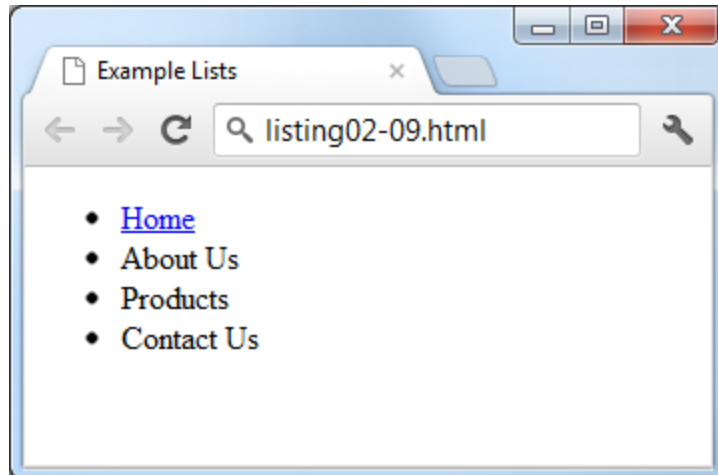 Example Lists
listing02-09.html
Home
About Us
Products
Contact Us